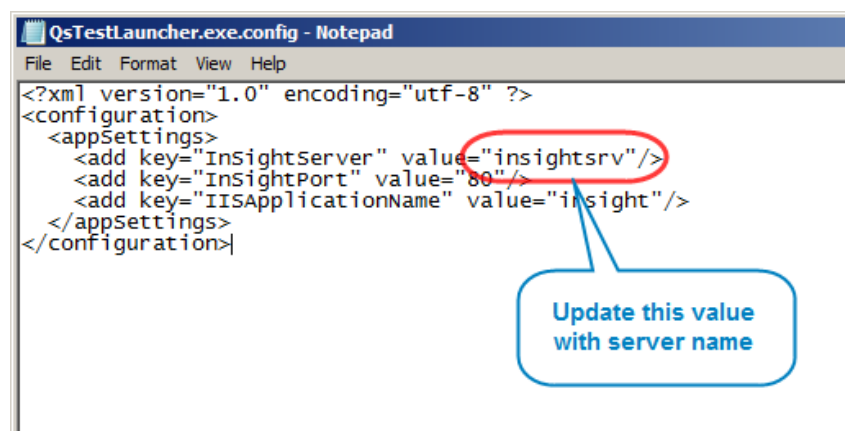 QsTestLauncher.exe.config - Notepad
File Edit Format View Help
<?xml version="1.0" encoding="utf-8" ?>
<configuration>
<appSettings>
<add key="InSightServer" value="insightsrv"/>
<add key="InSightPort" value="80"/>
<add key="IISApplicationName" value="insight"/>
</appSettings>
</configuration>
Update this value
with server name